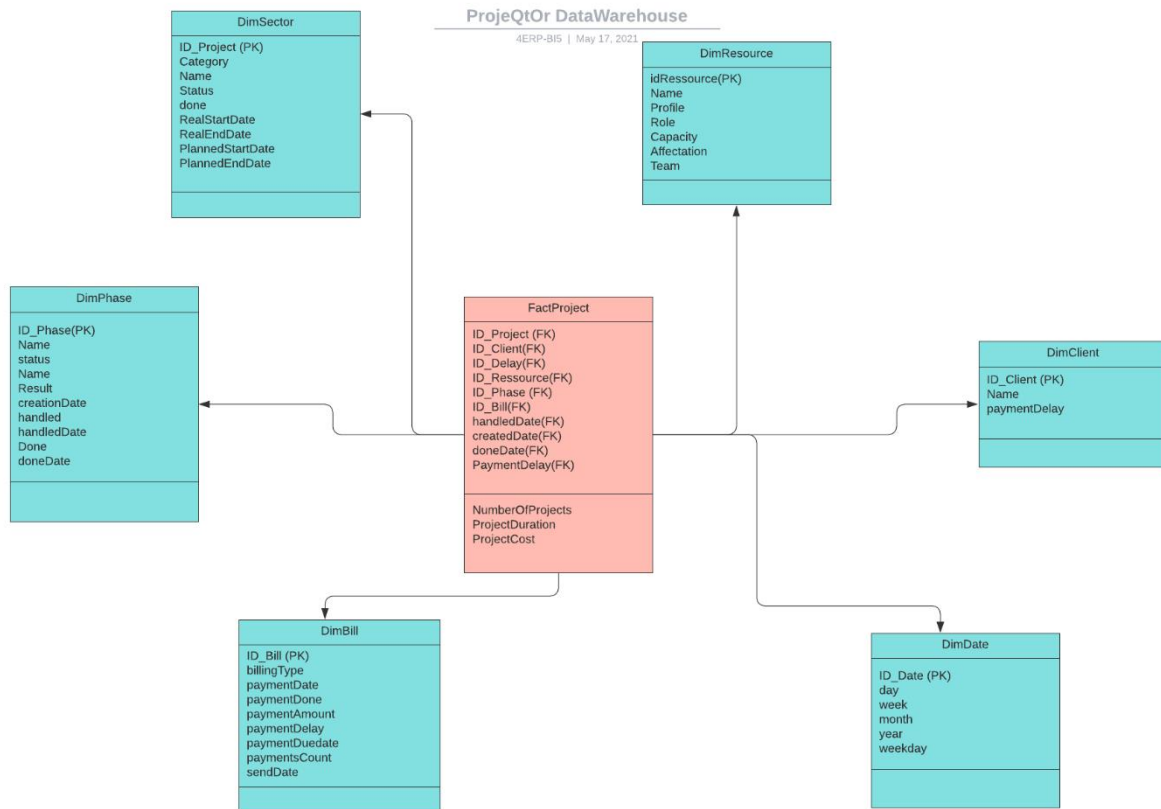 ProjeQtOr DataWarehouse
4ERP-BI5 | May 17, 2021
DimSector
ID_Project (PK)
Category
Name
Status
done
RealStartDate
RealEndDate
PlannedStartDate
PlannedEndDate
DimResource
idRessource(PK)
Name
Profile
Role
Capacity
Affectation
Team
DimPhase
ID_Phase(PK)
Name
status
Name
Result
creationDate
handled
handledDate
Done
doneDate
FactProject
ID_Project (FK)
ID_Client(FK)
ID_Delay(FK)
ID_Ressource(FK)
ID_Phase (FK)
ID_Bill(FK)
handledDate(FK)
createdDate(FK)
doneDate(FK)
PaymentDelay(FK)
NumberOfProjects
ProjectDuration
ProjectCost
DimClient
ID_Client (PK)
Name
paymentDelay
DimBill
ID_Bill (PK)
billingType
paymentDate
paymentDone
paymentAmount
paymentDelay
paymentDuedate
paymentsCount
sendDate
DimDate
ID_Date (PK)
day
week
month
year
weekday